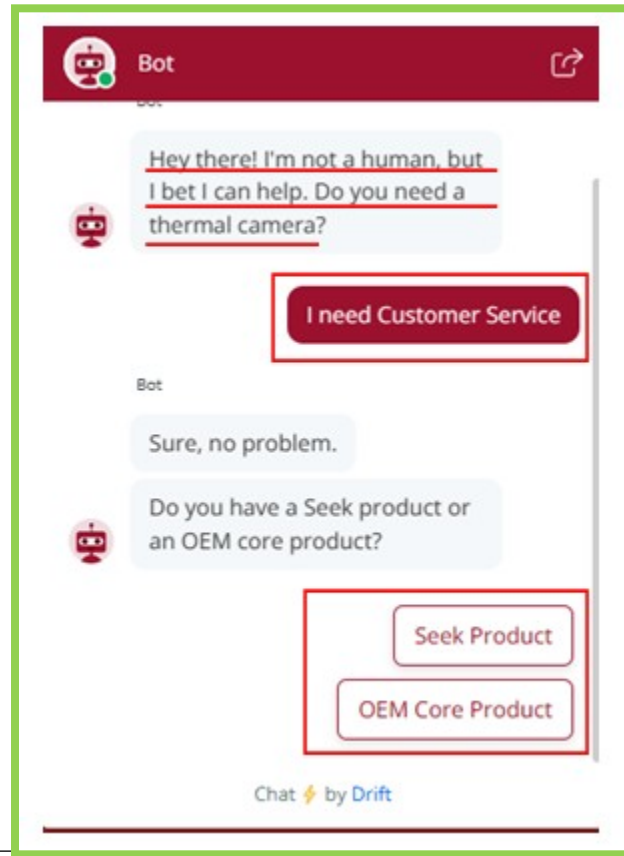 Bot
Bot
Hey there! I'm not a human, but
I bet I can help. Do you need a
thermal camera?
I need Customer Service
Bot
Sure, no problem.
Do you have a Seek product or
an OEM core product?
Seek Product
OEM Core Product
Chat ⚡ by Drift